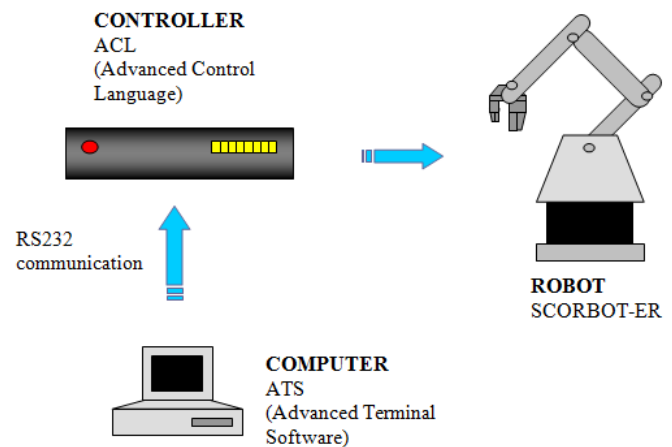 CONTROLLER
ACL
(Advanced Control
Language)
RS232
communication
ROBOT
SCORBOT-ER
COMPUTER
ATS
(Advanced Terminal
Software)